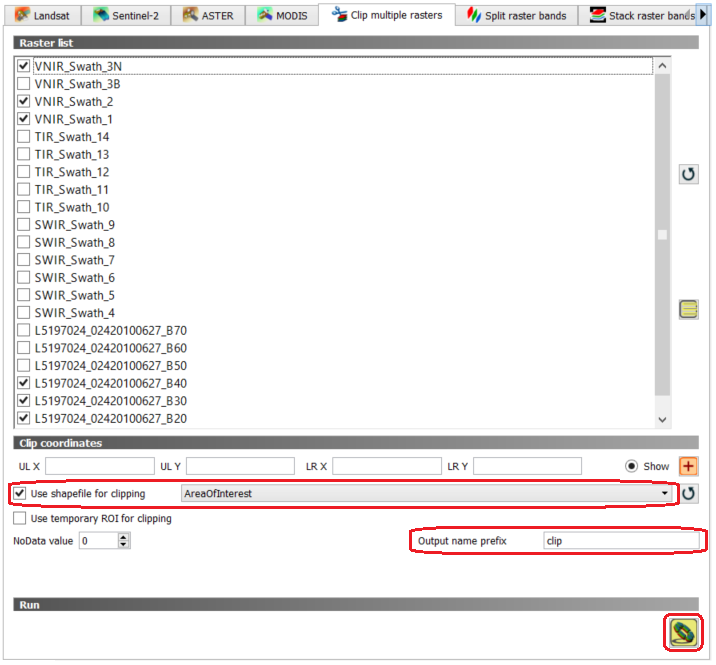 Landsat Sentinel-2 ASTER MODIS Clip multiple rasters Split raster bands Stack raster bands
Raster list
VNIR_Swath_3N
VNIR_Swath_3B
VNIR_Swath_2
VNIR_Swath_1
TIR_Swath_14
TIR_Swath_13
TIR_Swath_12
TIR_Swath_11
TIR_Swath_10
SWIR_Swath_9
SWIR_Swath_8
SWIR_Swath_7
SWIR_Swath_6
SWIR_Swath_5
SWIR_Swath_4
L5197024_02420100627_B70
L5197024_02420100627_B60
L5197024_02420100627_B50
L5197024_02420100627_B40
L5197024_02420100627_B30
L5197024_02420100627_B20
Clip coordinates
UL X UL Y LR X LR Y Show
Use shapefile for clipping AreaOfInterest
Use temporary ROI for clipping
NoData value 0 Output name prefix clip
Run